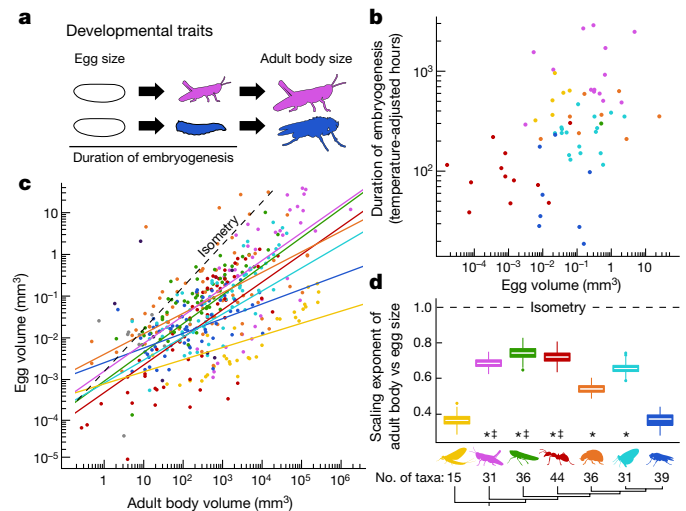 a
Developmental traits
Egg size
Adult body size
Duration of embryogenesis
b
Duration of embryogenesis
(temperature-adjusted hours)
10³
10²
10⁻⁴ 10⁻³ 10⁻² 10⁻¹ 1 10
Egg volume (mm³)
c
Egg volume (mm³)
10
1
10⁻¹
10⁻²
10⁻³
10⁻⁴
10⁻⁵
Isometry
1 10 10² 10³ 10⁴ 10⁵ 10⁶
Adult body volume (mm³)
d
Scaling exponent of
adult body vs egg size
1.0
0.8
0.6
0.4
Isometry
*‡ *‡ *‡ * *
No. of taxa: 15 31 36 44 36 31 39